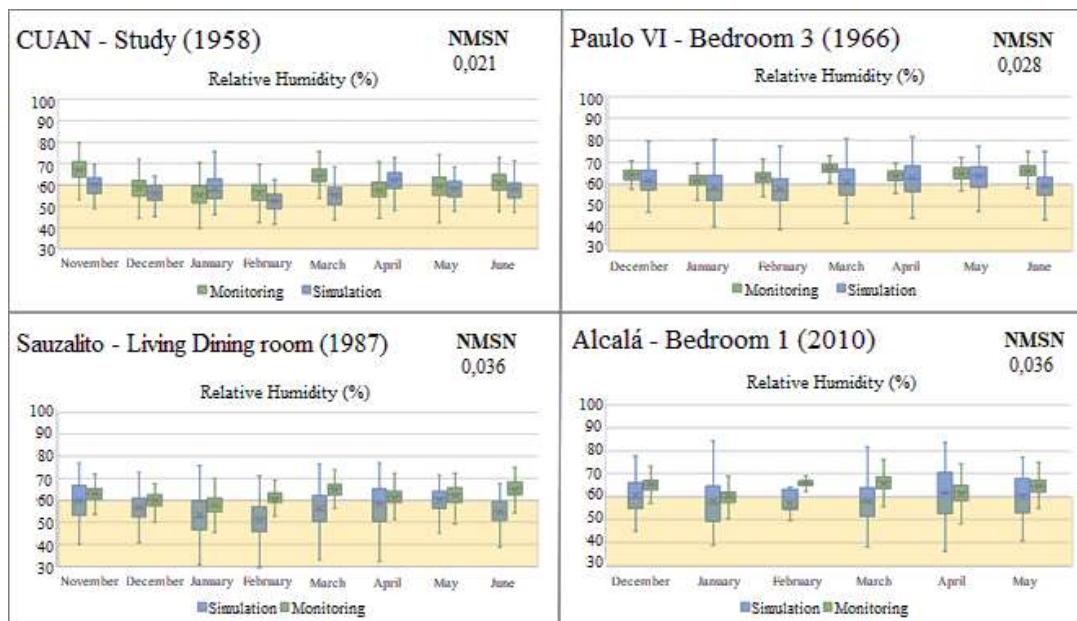 CUAN - Study (1958)
NMSN
0,021
Relative Humidity (%)
100
90
80
70
60
50
40
30
November December January February March April May June
Monitoring Simulation
Paulo VI - Bedroom 3 (1966)
NMSN
0,028
Relative Humidity (%)
100
90
80
70
60
50
40
30
December January February March April May June
Monitoring Simulation
Sauzalito - Living Dining room (1987)
NMSN
0,036
Relative Humidity (%)
100
90
80
70
60
50
40
30
November December January February March April May June
Simulation Monitoring
Alcalá - Bedroom 1 (2010)
NMSN
0,036
Relative Humidity (%)
100
90
80
70
60
50
40
30
December January February March April May
Simulation Monitoring